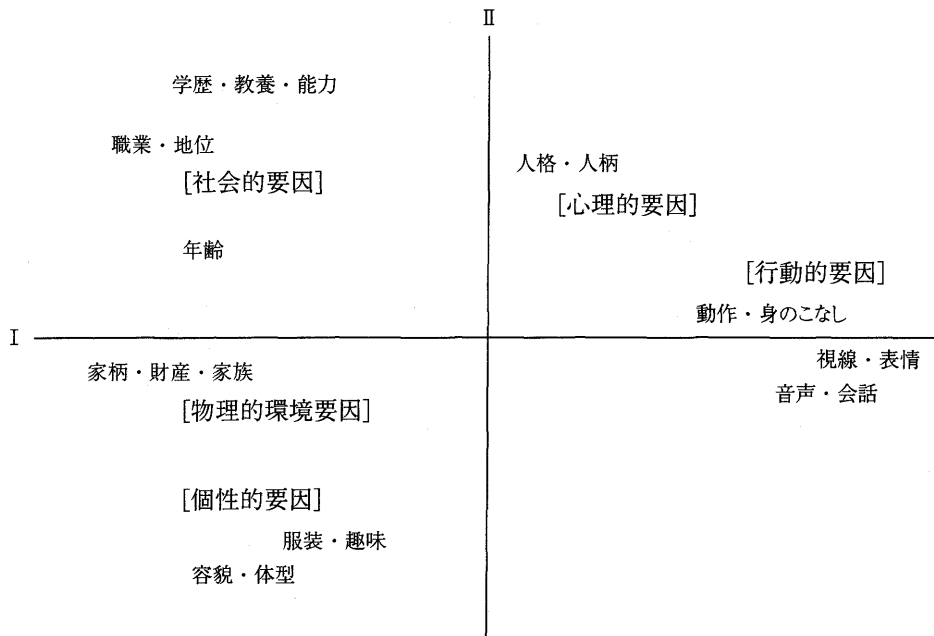 Ⅱ
学歴・教養・能力
職業・地位
[社会的要因]
人格・人柄
[心理的要因]
年齢
[行動的要因]
動作・身のこなし
Ⅰ
視線・表情
家柄・財産・家族
音声・会話
[物理的環境要因]
[個性的要因]
服装・趣味
容貌・体型